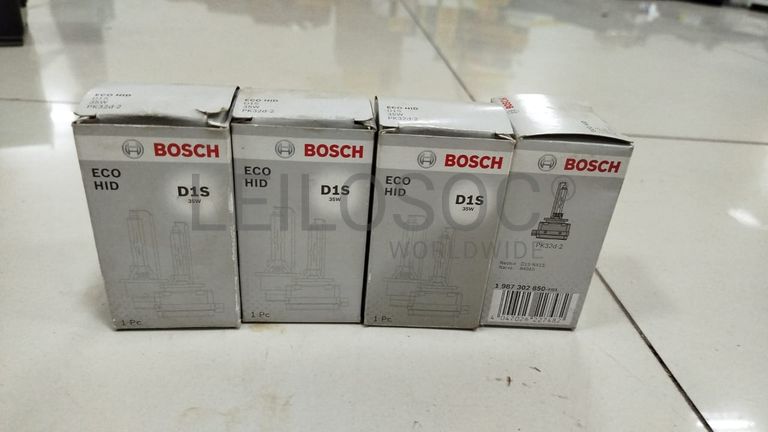 ECO HID
D1S
35W
PK32d-2
ECO
HID
BOSCH
D1S
35W
1 Pc
ECO HID
D1S
35W
PK32d-2
ECO
HID
BOSCH
D1S
35W
1 Pc
ECO HID
D1S
35W
PK32d-2
ECO
HID
BOSCH
D1S
35W
1 Pc
BOSCH
PK32d-2
1 987 302 850
LEILOSOC
WORLDWIDE